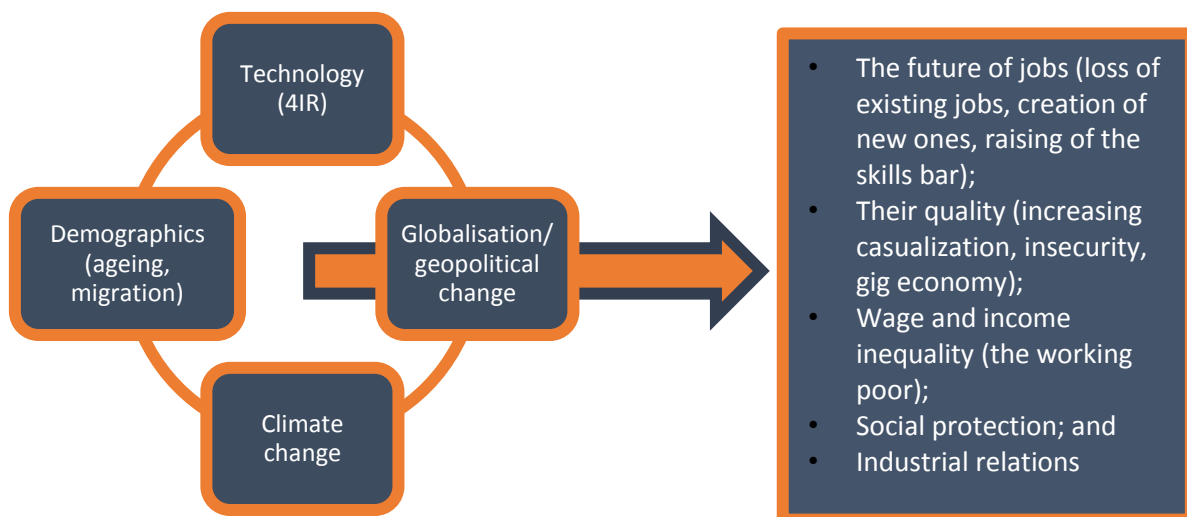 Technology
(4IR)
Demographics
(ageing,
migration)
Globalisation/
geopolitical
change
Climate
change
• The future of jobs (loss of
existing jobs, creation of
new ones, raising of the
skills bar);
• Their quality (increasing
casualization, insecurity,
gig economy);
• Wage and income
inequality (the working
poor);
• Social protection; and
• Industrial relations